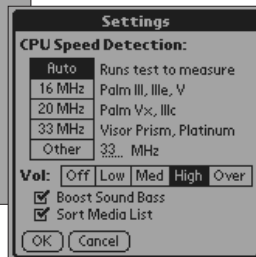 Settings
CPU Speed Detection:
Auto Runs test to measure
16 MHz Palm III, IIIe, V
20 MHz Palm Vx, IIIc
33 MHz Visor Prism, Platinum
Other 33 MHz
Vol: Off Low Med High Over
Boost Sound Bass
Sort Media List
OK Cancel